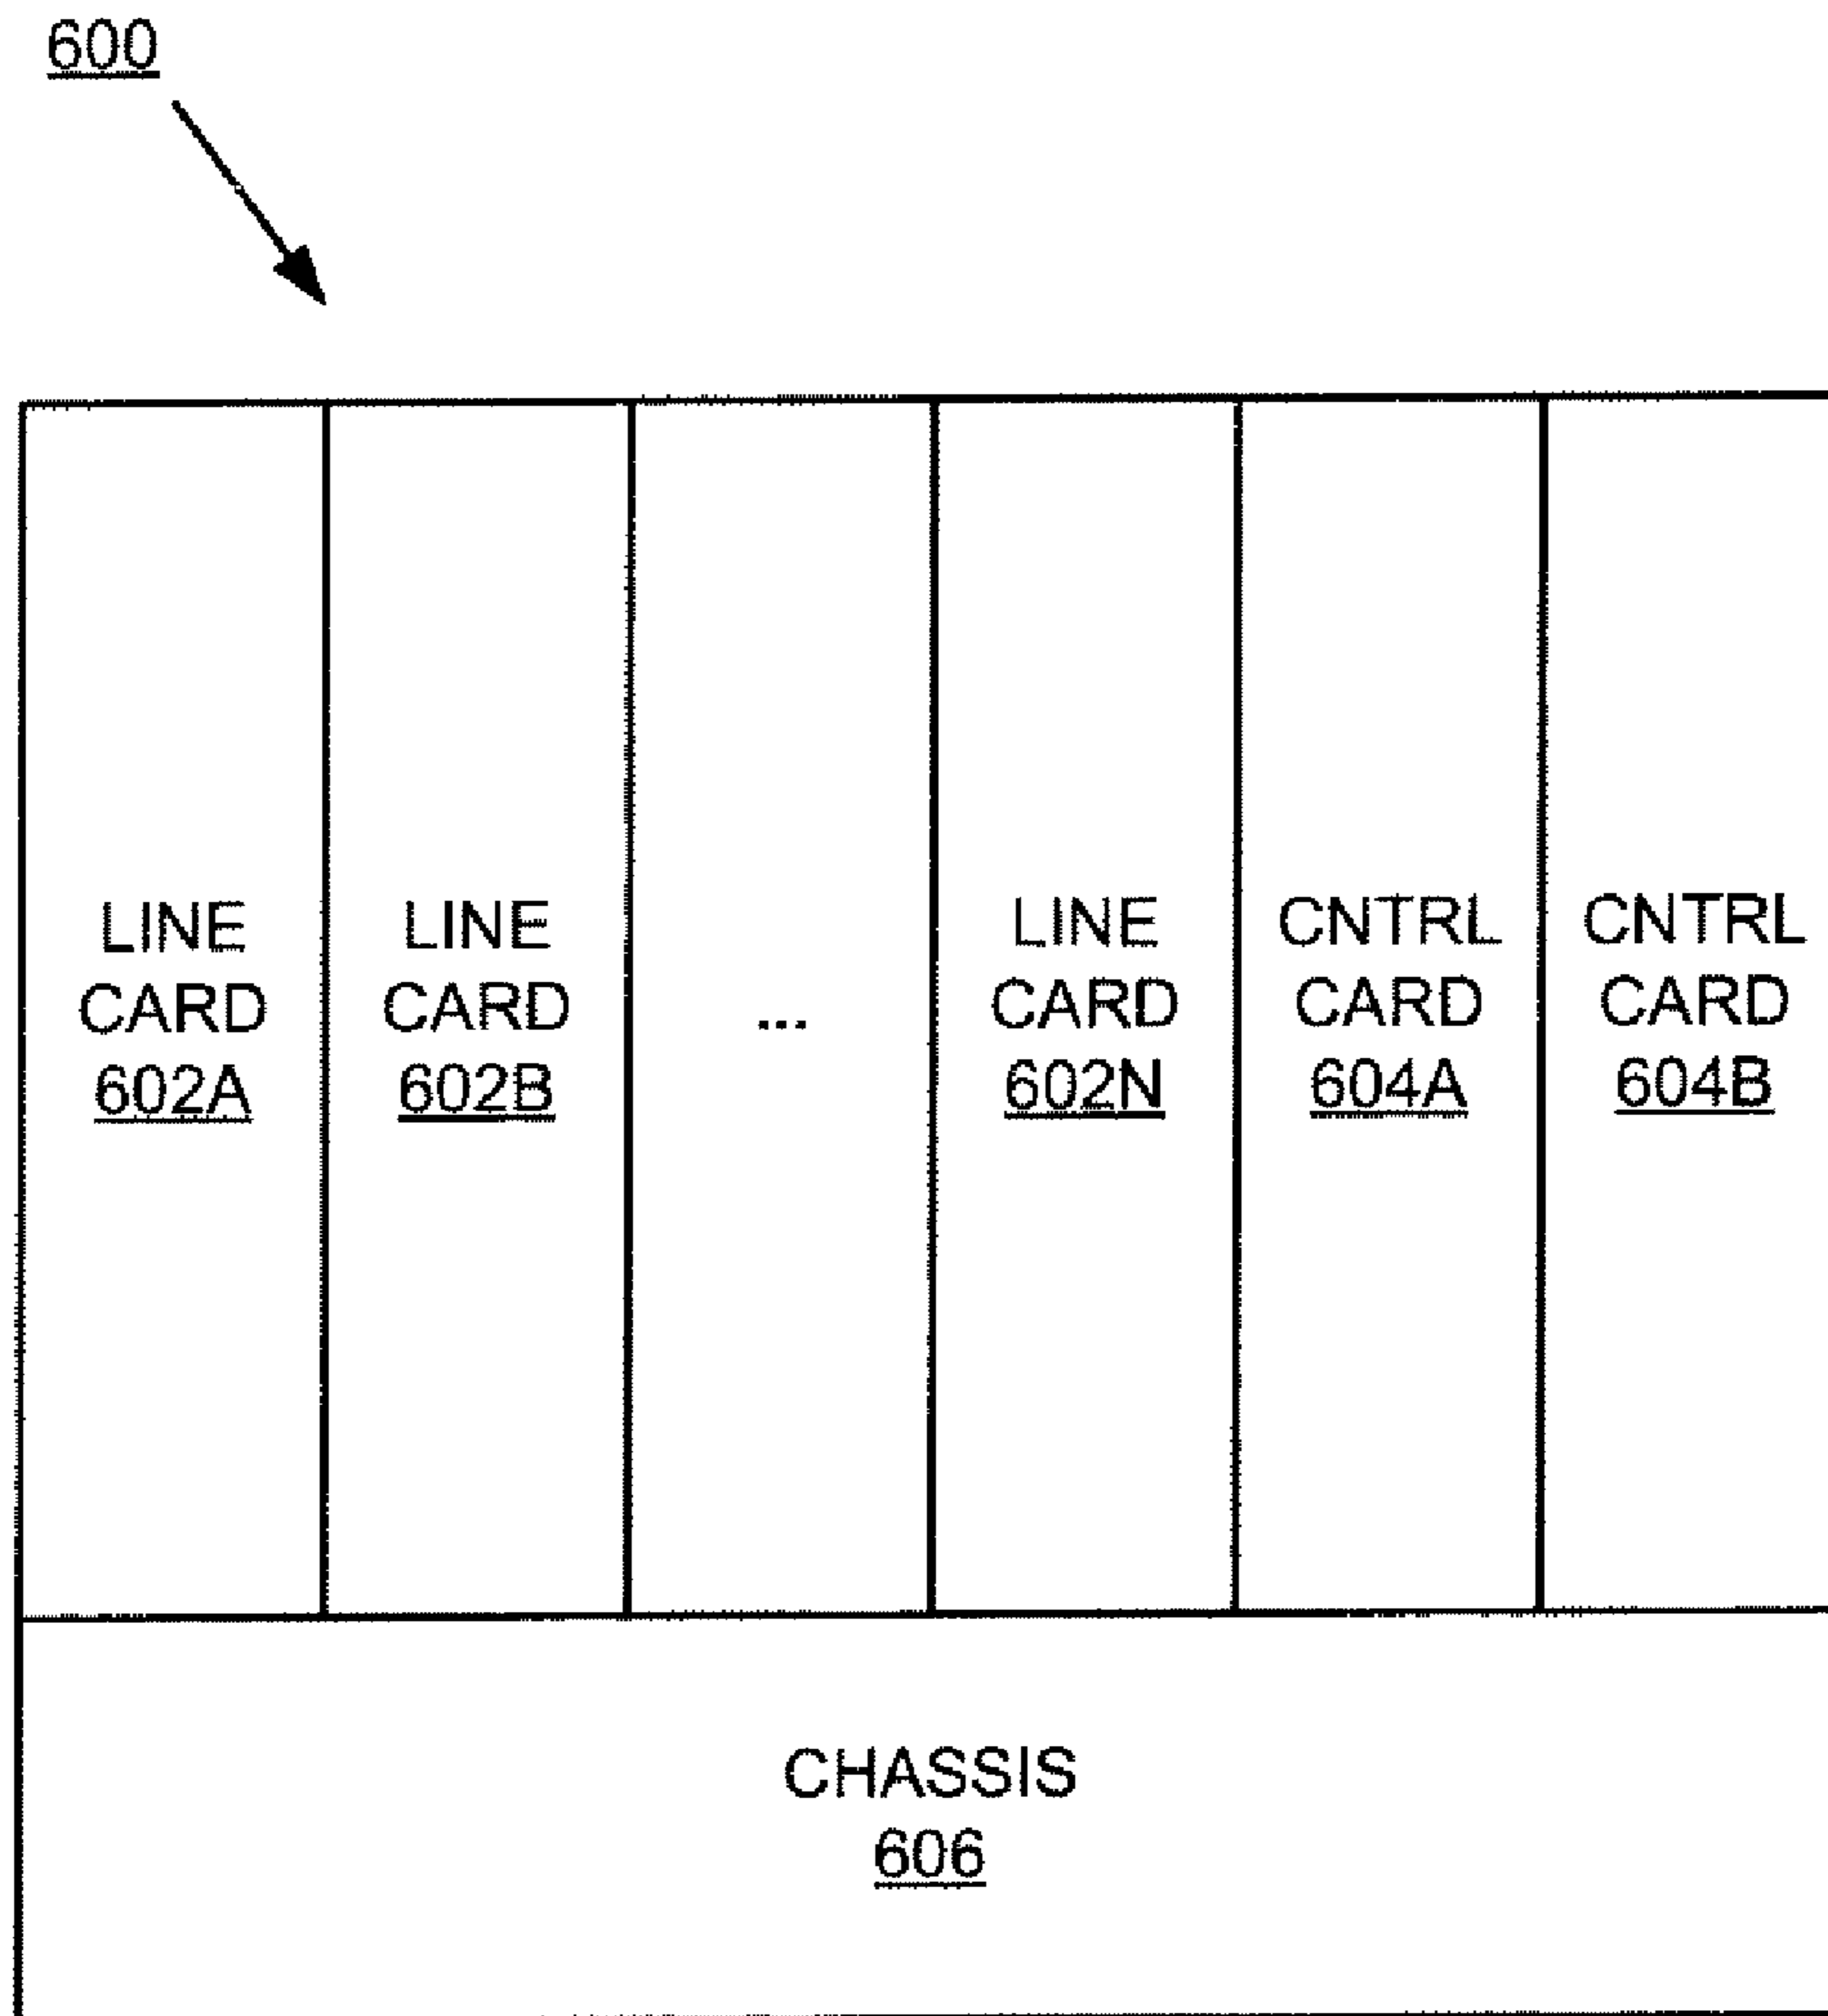 600
LINE
CARD
602A
LINE
CARD
602B
...
LINE
CARD
602N
CNTRL
CARD
604A
CNTRL
CARD
604B
CHASSIS
606